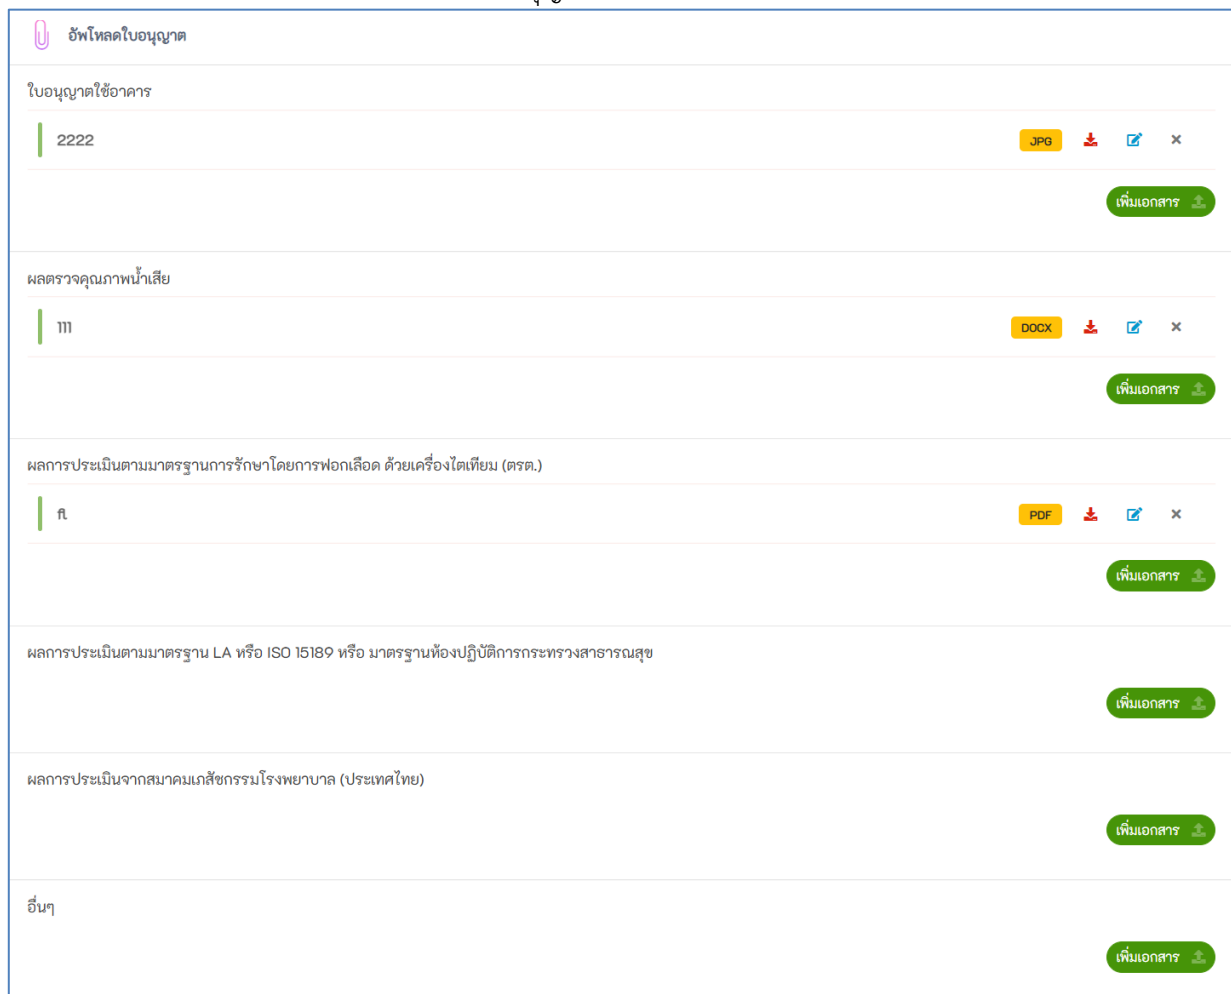 อัพโหลดใบอนุญาต
ใบอนุญาตใช้อาคาร
2222 JPG
เพิ่มเอกสาร
ผลตรวจคุณภาพน้ำเสีย
111 DOCX
เพิ่มเอกสาร
ผลการประเมินตามมาตรฐานการรักษาโดยการฟอกเลือด ด้วยเครื่องไตเทียม (ตรต.)
PDF
เพิ่มเอกสาร
ผลการประเมินตามมาตรฐาน LA หรือ ISO 15189 หรือ มาตรฐานห้องปฏิบัติการกระทรวงสาธารณสุข
เพิ่มเอกสาร
ผลการประเมินจากสมาคมเภสัชกรรมโรงพยาบาล (ประเทศไทย)
เพิ่มเอกสาร
อื่นๆ
เพิ่มเอกสาร